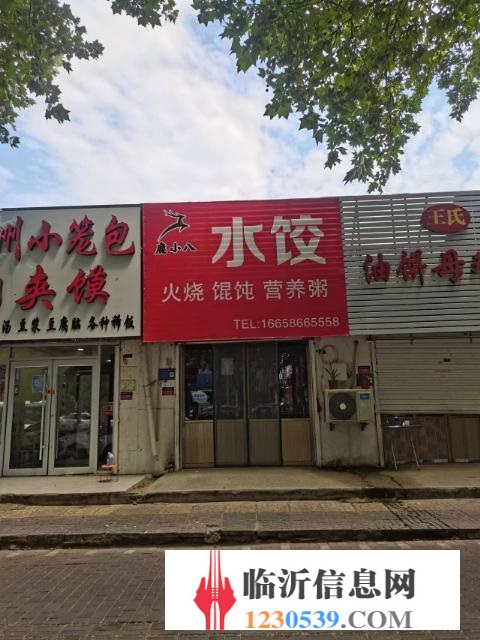 州小笼包
夹馍
汤 豆浆 豆腐脑 各种稀饭
鹿小八
水饺
火烧 馄饨 营养粥
TEL:16658665558
王氏
油饼丹
临沂信息网
1230539.com